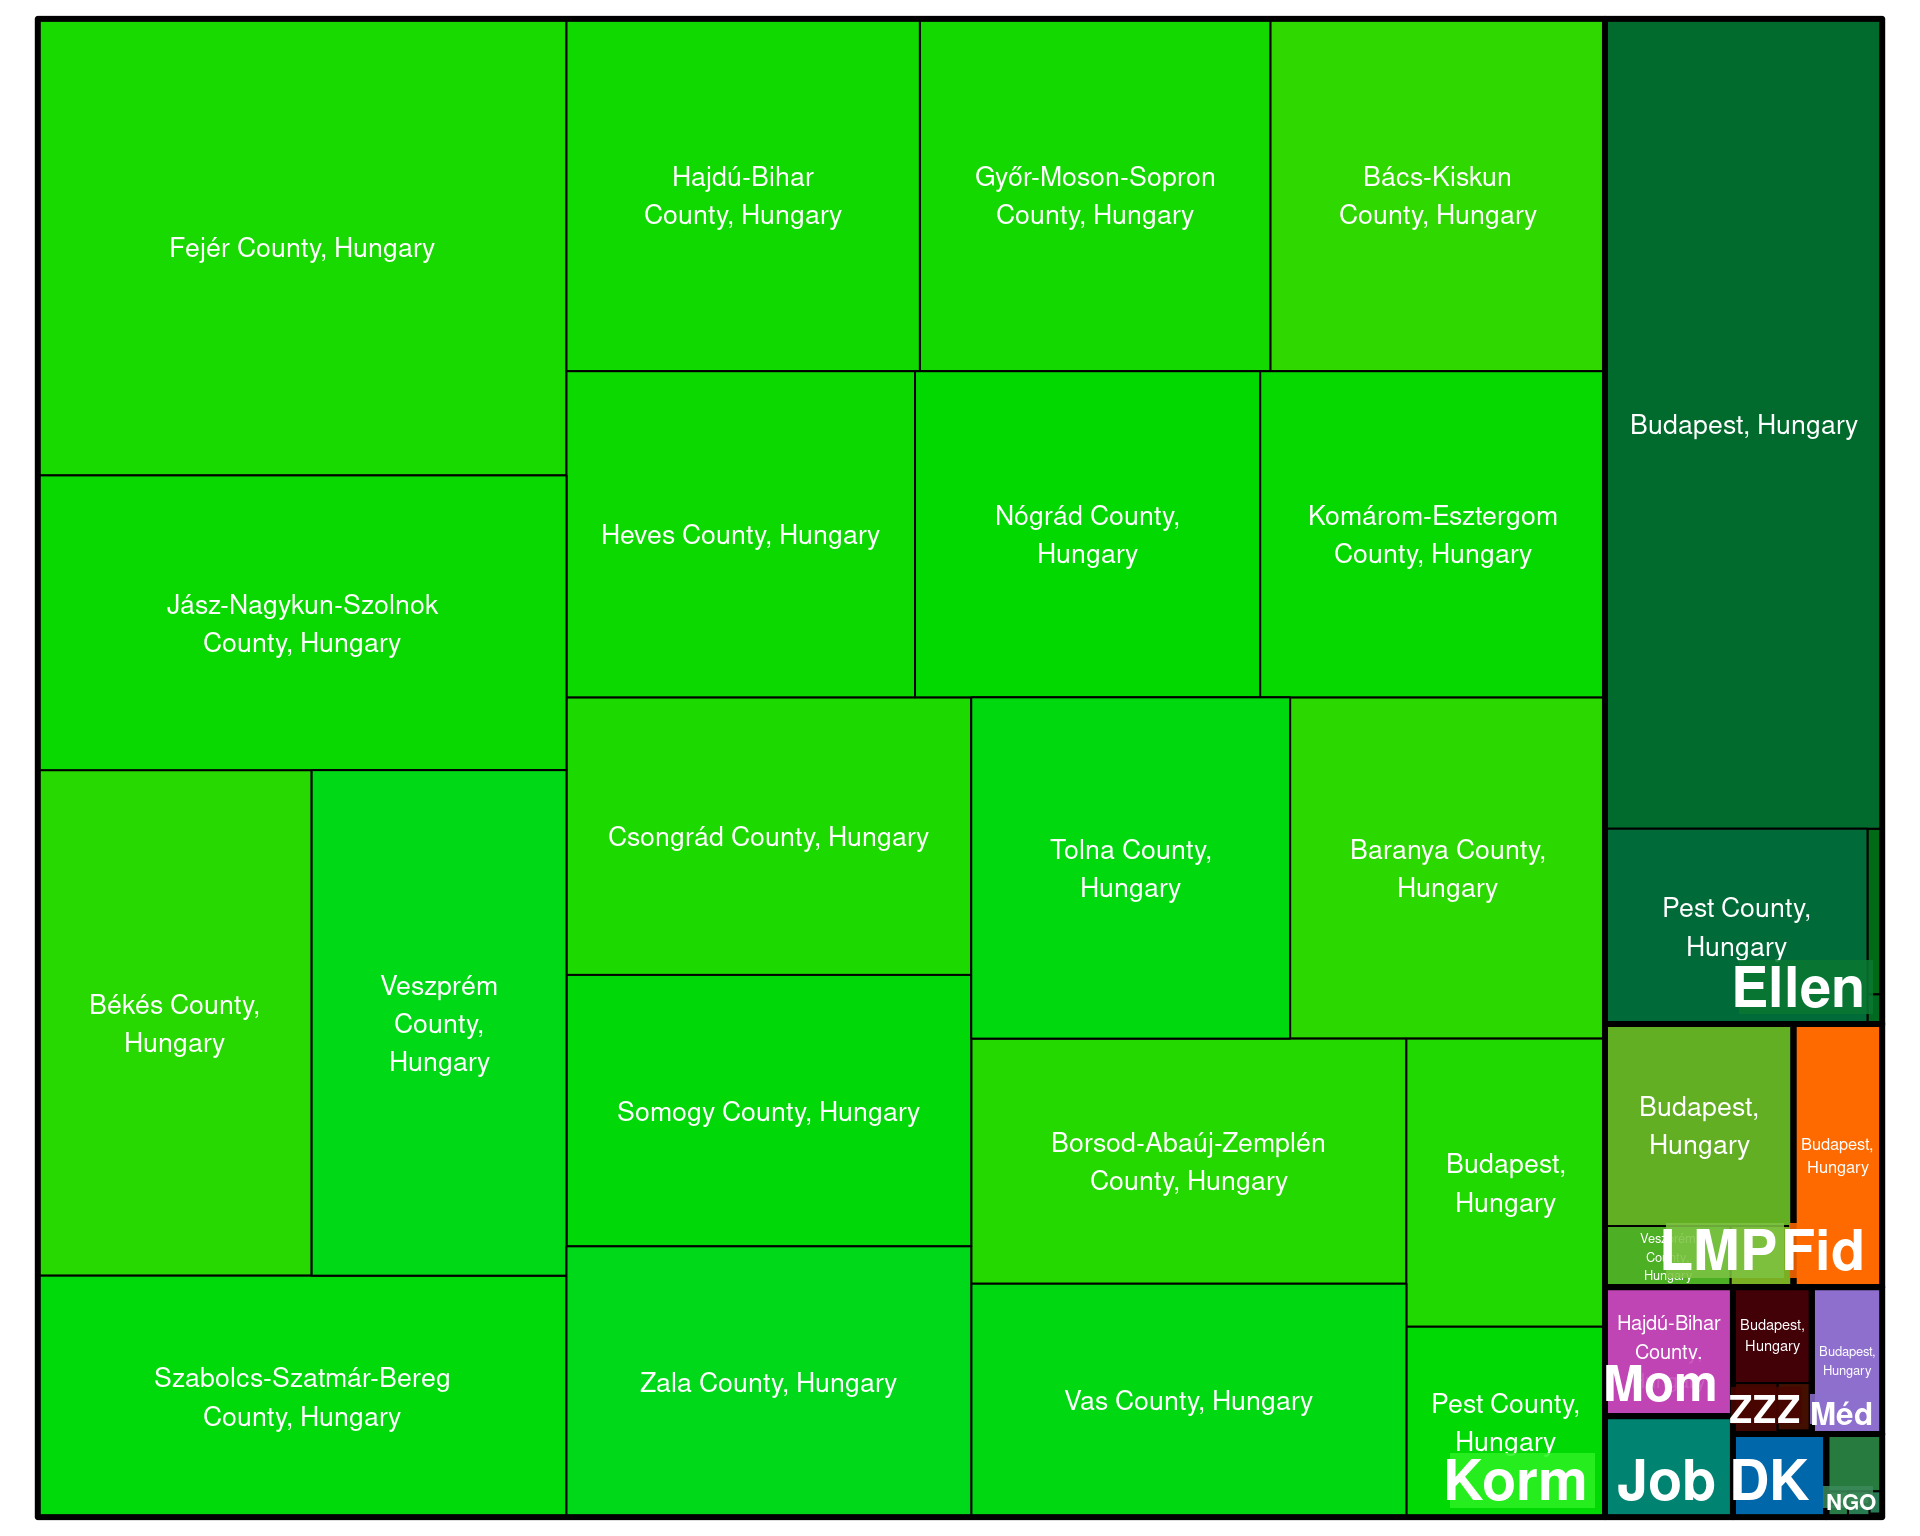 Fejér County, Hungary
Hajdú-Bihar
County, Hungary
Győr-Moson-Sopron
County, Hungary
Bács-Kiskun
County, Hungary
Budapest, Hungary
Jász-Nagykun-Szolnok
County, Hungary
Heves County, Hungary
Nógrád County,
Hungary
Komárom-Esztergom
County, Hungary
Békés County,
Hungary
Veszprém
County,
Hungary
Csongrád County, Hungary
Tolna County,
Hungary
Baranya County,
Hungary
Pest County,
Hungary
Ellen
Somogy County, Hungary
Borsod-Abaúj-Zemplén
County, Hungary
Budapest,
Hungary
Budapest,
Hungary
Budapest,
Hungary
Veszprém
County,
Hungary
LMP
Fid
Szabolcs-Szatmár-Bereg
County, Hungary
Zala County, Hungary
Vas County, Hungary
Pest County,
Hungary
Korm
Hajdú-Bihar
County,
Mom
Budapest,
Hungary
ZZZ
Budapest,
Hungary
Méd
Job
DK
NGO